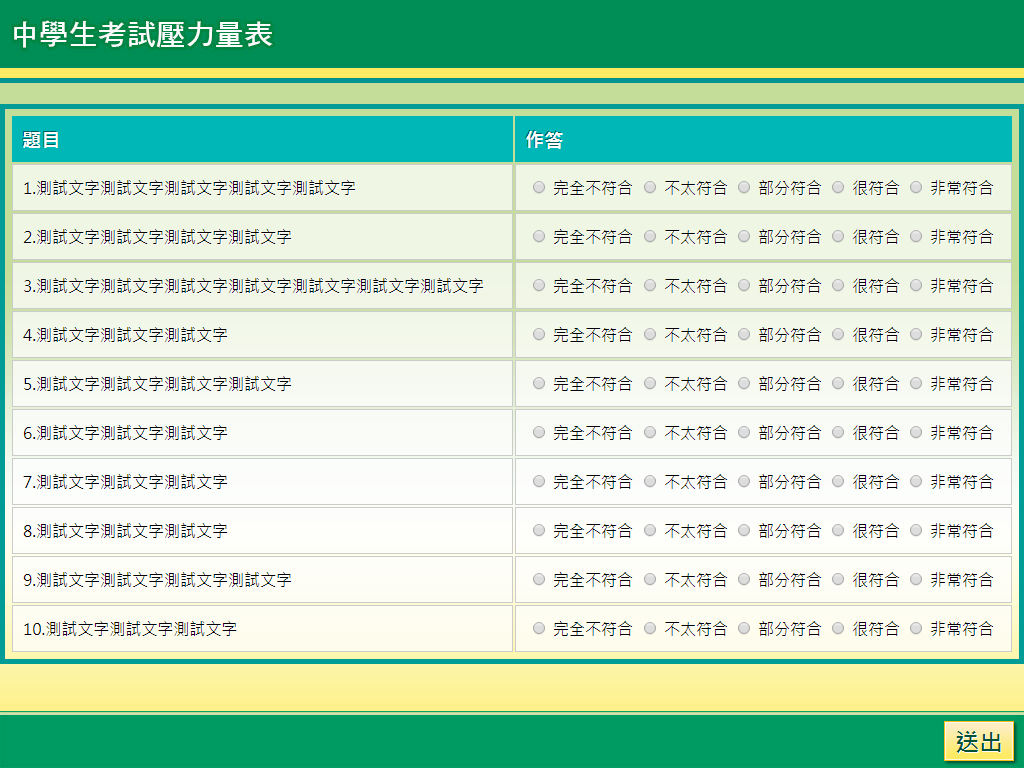 中學生考試壓力量表
題目 作答
1.測試文字測試文字測試文字測試文字測試文字 完全不符合 不太符合 部分符合 很符合 非常符合
2.測試文字測試文字測試文字測試文字 完全不符合 不太符合 部分符合 很符合 非常符合
3.測試文字測試文字測試文字測試文字測試文字測試文字測試文字 完全不符合 不太符合 部分符合 很符合 非常符合
4.測試文字測試文字測試文字 完全不符合 不太符合 部分符合 很符合 非常符合
5.測試文字測試文字測試文字測試文字 完全不符合 不太符合 部分符合 很符合 非常符合
6.測試文字測試文字測試文字 完全不符合 不太符合 部分符合 很符合 非常符合
7.測試文字測試文字測試文字 完全不符合 不太符合 部分符合 很符合 非常符合
8.測試文字測試文字測試文字 完全不符合 不太符合 部分符合 很符合 非常符合
9.測試文字測試文字測試文字測試文字 完全不符合 不太符合 部分符合 很符合 非常符合
10.測試文字測試文字測試文字 完全不符合 不太符合 部分符合 很符合 非常符合
送出